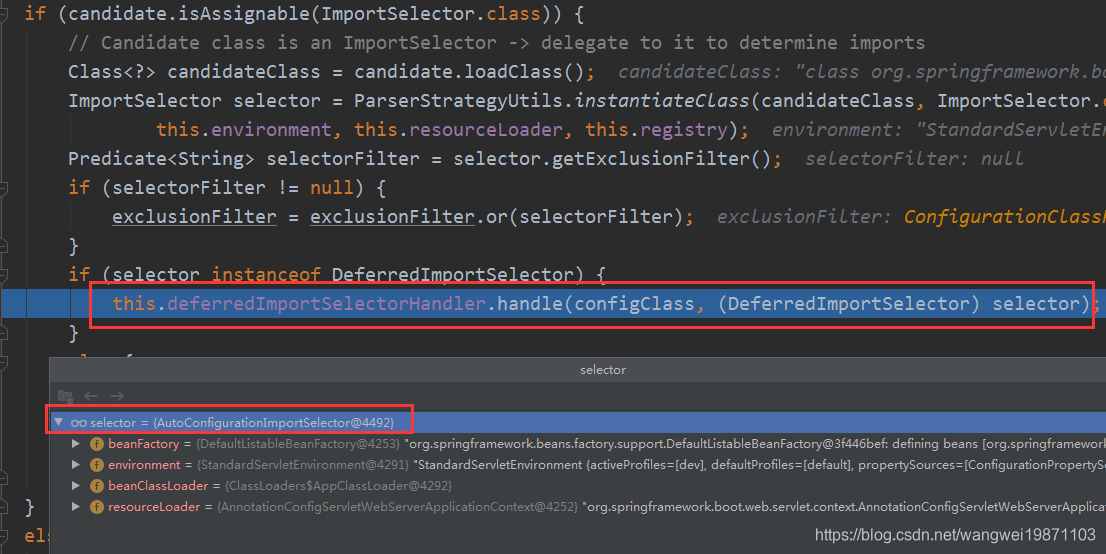 if (candidate.isAssignable(ImportSelector.class)) {
// Candidate class is an ImportSelector -> delegate to it to determine imports
Class<?> candidateClass = candidate.loadClass(); candidateClass: "class org.springframework.bo
ImportSelector selector = ParserStrategyUtils.instantiateClass(candidateClass, ImportSelector.c
this.environment, this.resourceLoader, this.registry); environment: "StandardServletEn
Predicate<String> selectorFilter = selector.getExclusionFilter(); selectorFilter: null
if (selectorFilter != null) {
exclusionFilter = exclusionFilter.or(selectorFilter); exclusionFilter: ConfigurationClass
}
if (selector instanceof DeferredImportSelector) {
this.deferredImportSelectorHandler.handle(configClass, (DeferredImportSelector) selector);
}
selector
selector = {AutoConfigurationImportSelector@4492}
beanFactory = {DefaultListableBeanFactory@4253} "org.springframework.beans.factory.support.DefaultListableBeanFactory@3f446bef: defining beans [org.springframework
environment = {StandardServletEnvironment@4291} "StandardServletEnvironment {activeProfiles=[dev], defaultProfiles=[default], propertySources=[ConfigurationPropertySo
beanClassLoader = {ClassLoaders$AppClassLoader@4292}
resourceLoader = {AnnotationConfigServletWebServerApplicationContext@4252} "org.springframework.boot.web.servlet.context.AnnotationConfigServletWebServerApplica
}
els
https://blog.csdn.net/wangwei19871103